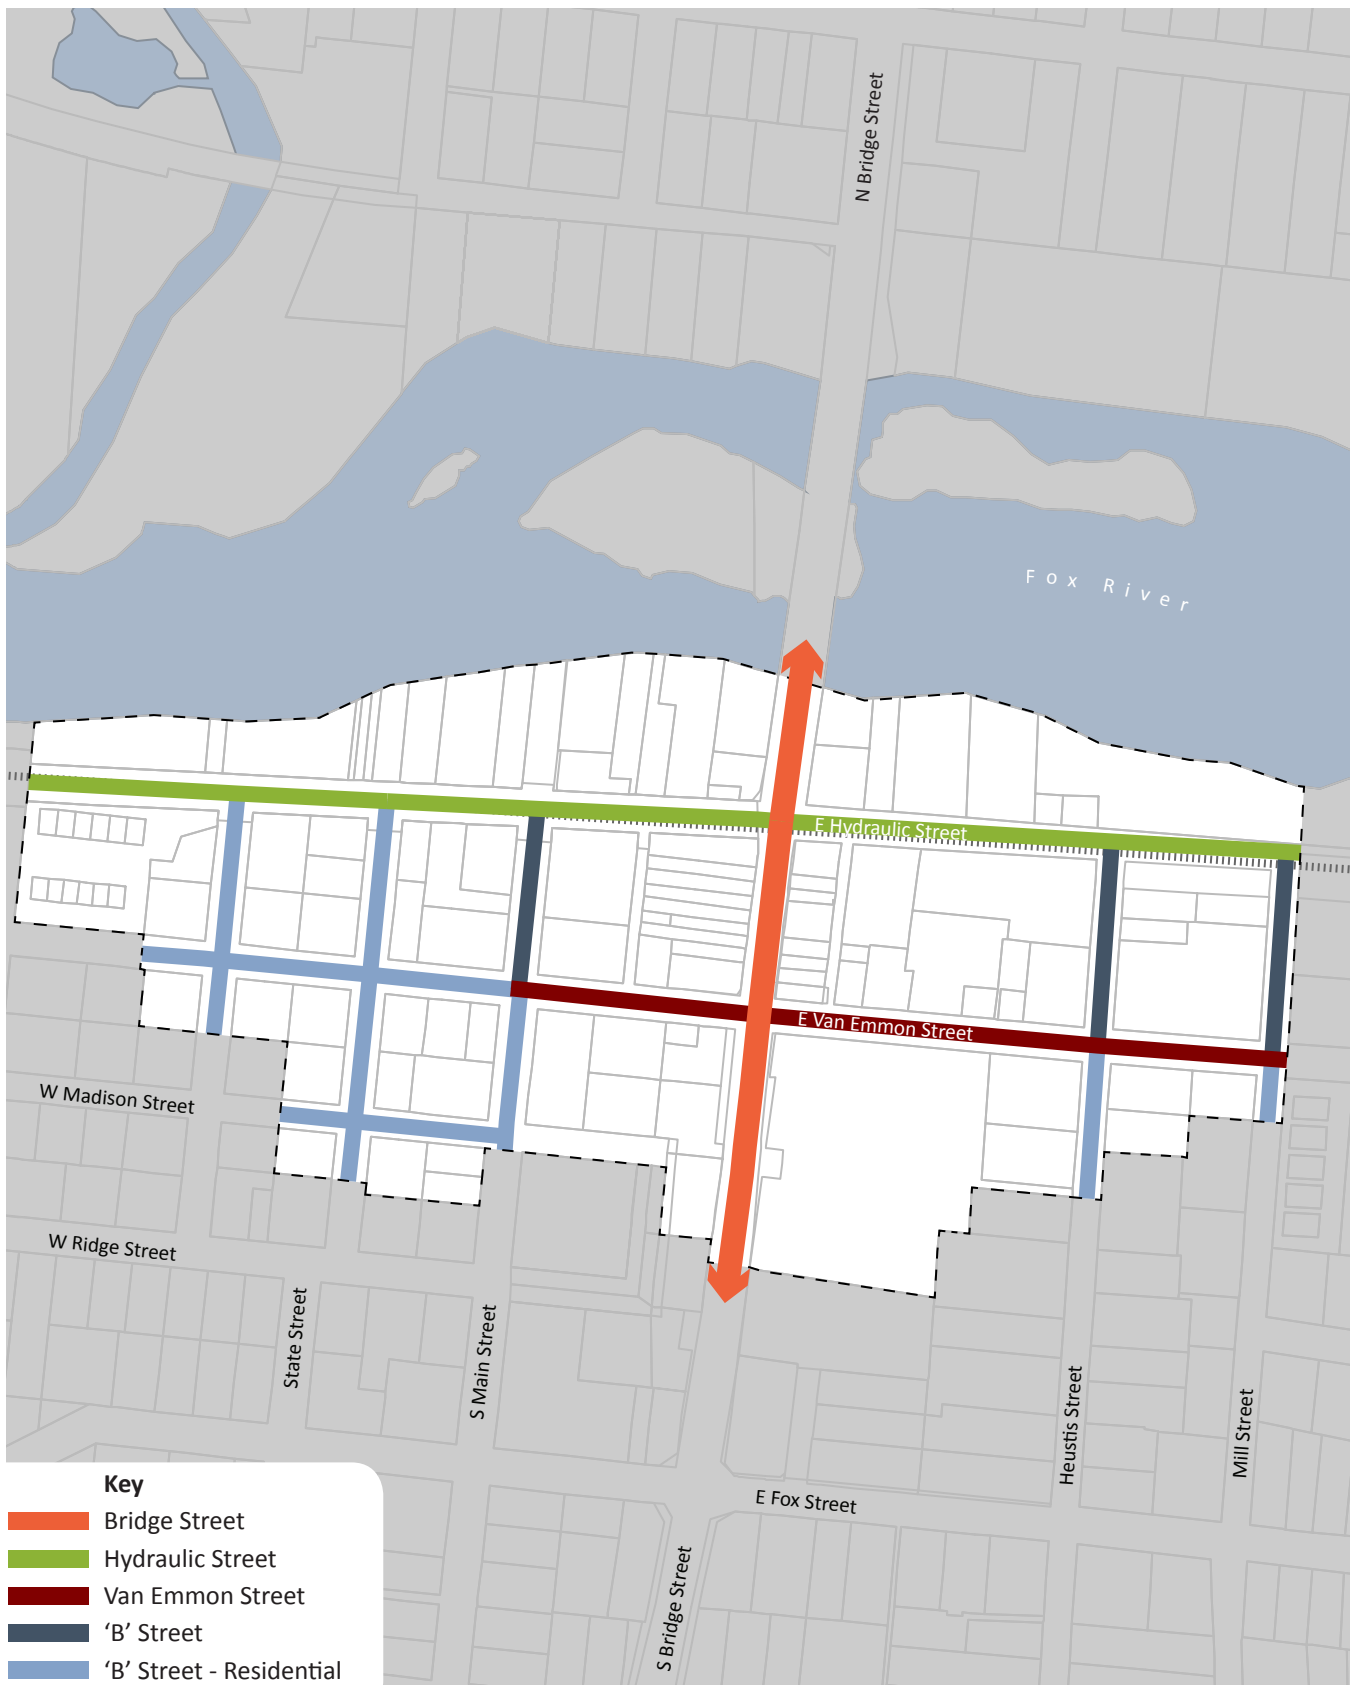 N Bridge Street
Fox River
E Hydraulic Street
E Van Emmon Street
W Madison Street
W Ridge Street
State Street
S Main Street
Heustis Street
Mill Street
E Fox Street
S Bridge Street
Key
Bridge Street
Hydraulic Street
Van Emmon Street
‘B’ Street
‘B’ Street - Residential